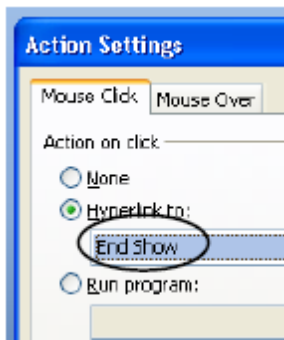 Action Settings
Mouse Click Mouse Over
Action on click
None
Hyperlink to:
End Show
Run program: